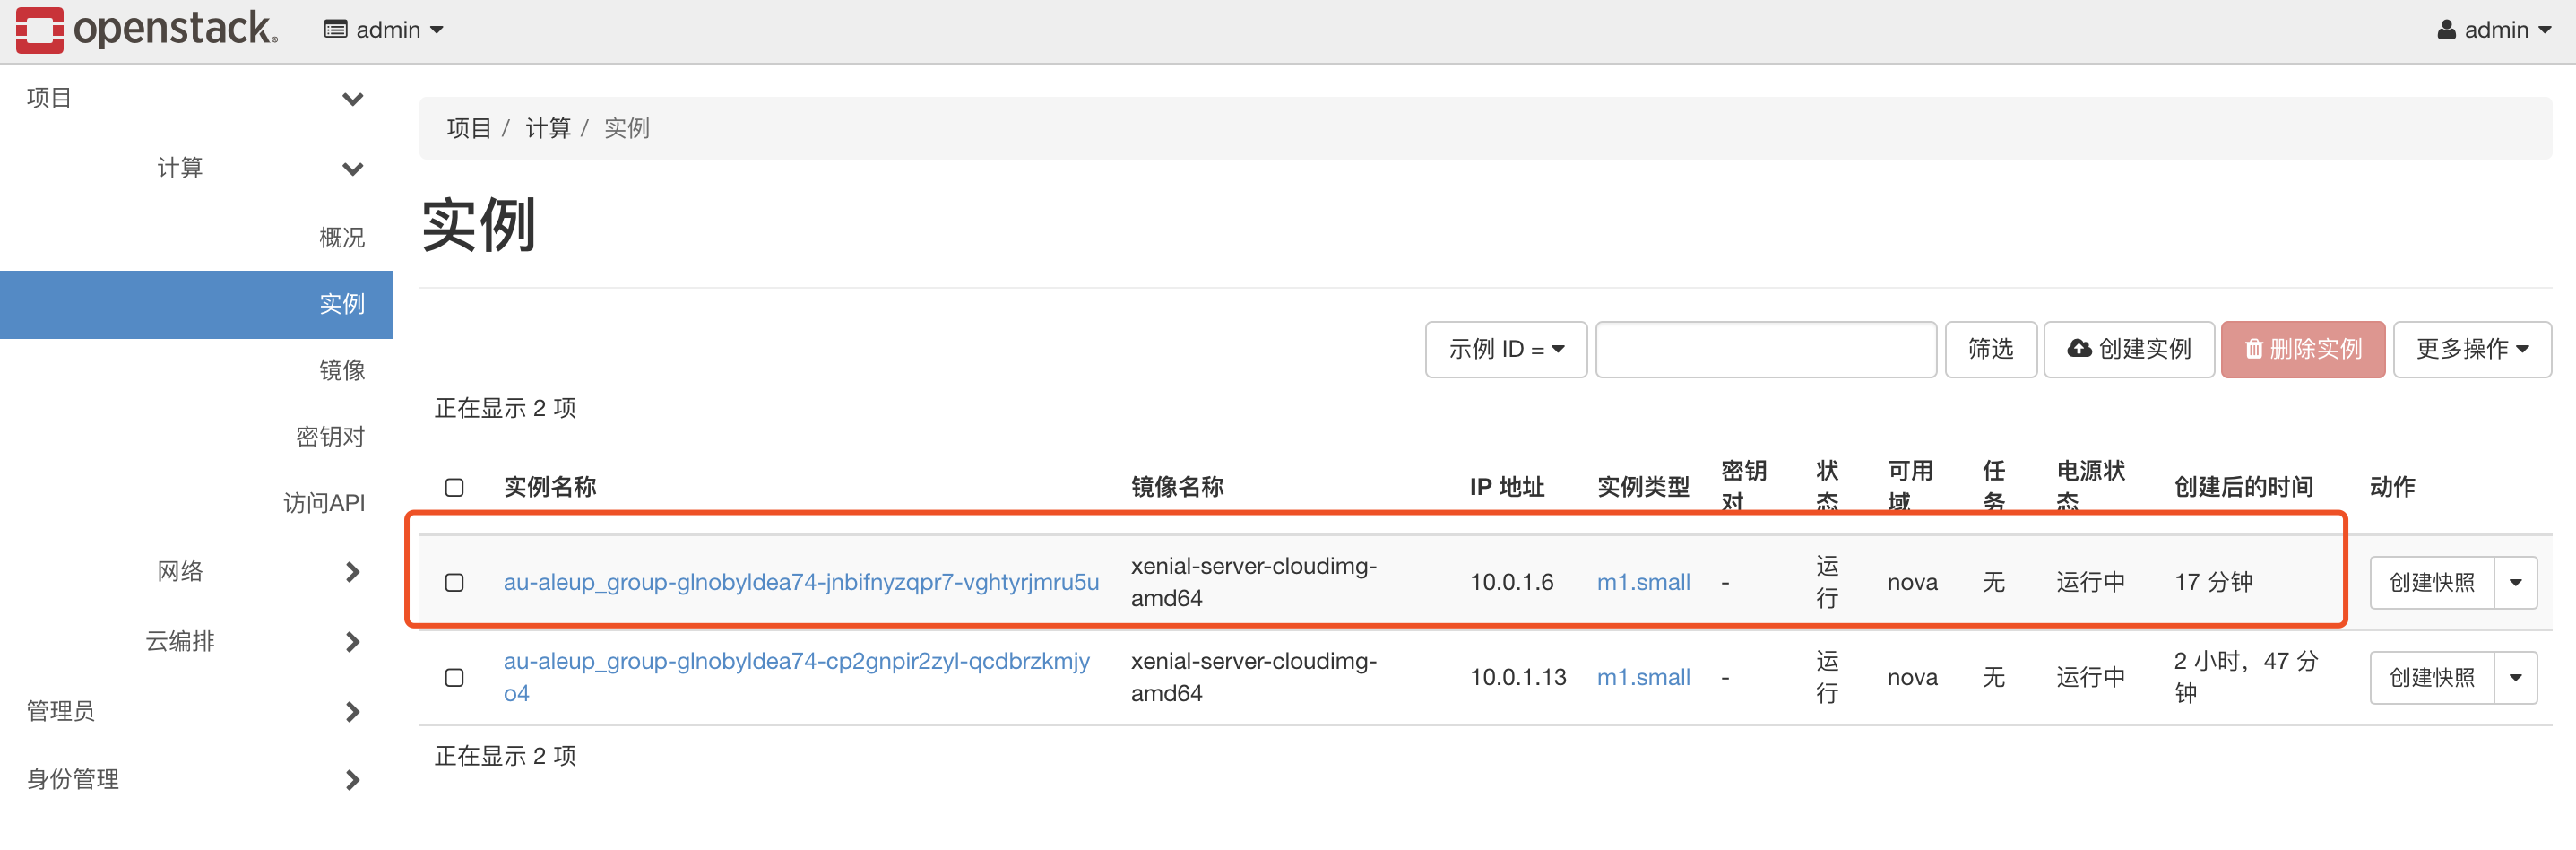 openstack.
admin
admin
项目
计算
概况
实例
镜像
密钥对
访问API
网络
云编排
管理员
身份管理
项目 / 计算 / 实例
实例
示例 ID =
筛选
创建实例
删除实例
更多操作
正在显示 2 项
实例名称 镜像名称 IP 地址 实例类型 密钥对 状态 可用域 任务 电源状态 创建后的时间 动作
au-aleup_group-glnobyldea74-jnbifnyzqpr7-vghtyrjmru5u xenial-server-cloudimg-amd64 10.0.1.6 m1.small - 运行 nova 无 运行中 17 分钟 创建快照
au-aleup_group-glnobyldea74-cp2gnpir2zyl-qcdbrzkmjyo4 xenial-server-cloudimg-amd64 10.0.1.13 m1.small - 运行 nova 无 运行中 2 小时，47 分钟 创建快照
正在显示 2 项